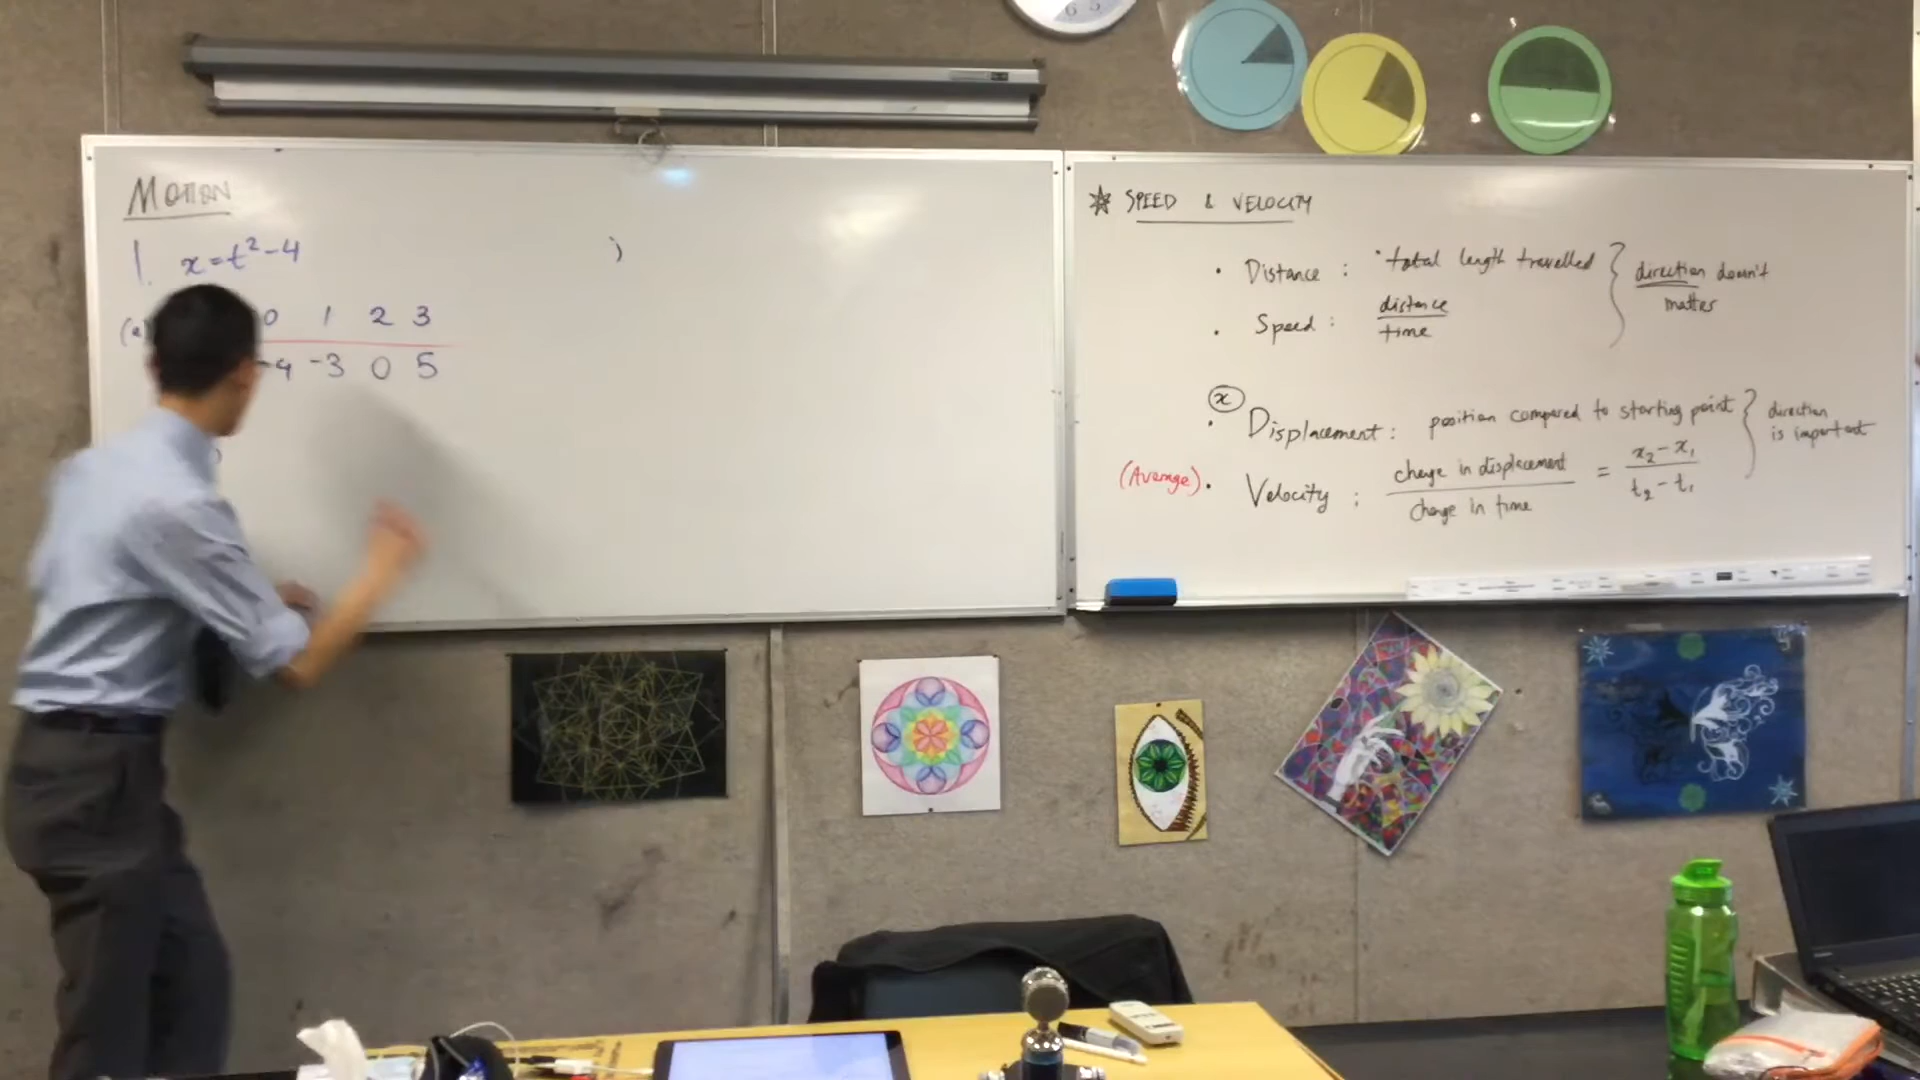 MOTION
1. x=t²-4
)
(a) 0 1 2 3
-4 -3 0 5
★ SPEED & VELOCITY
• Distance : total length travelled } direction doesn't matter
• Speed : distance
time
(x)
• Displacement : position compared to starting point } direction is important
(Average) • Velocity : change in displacement = x₂-x₁
change in time t₂-t₁
6 5